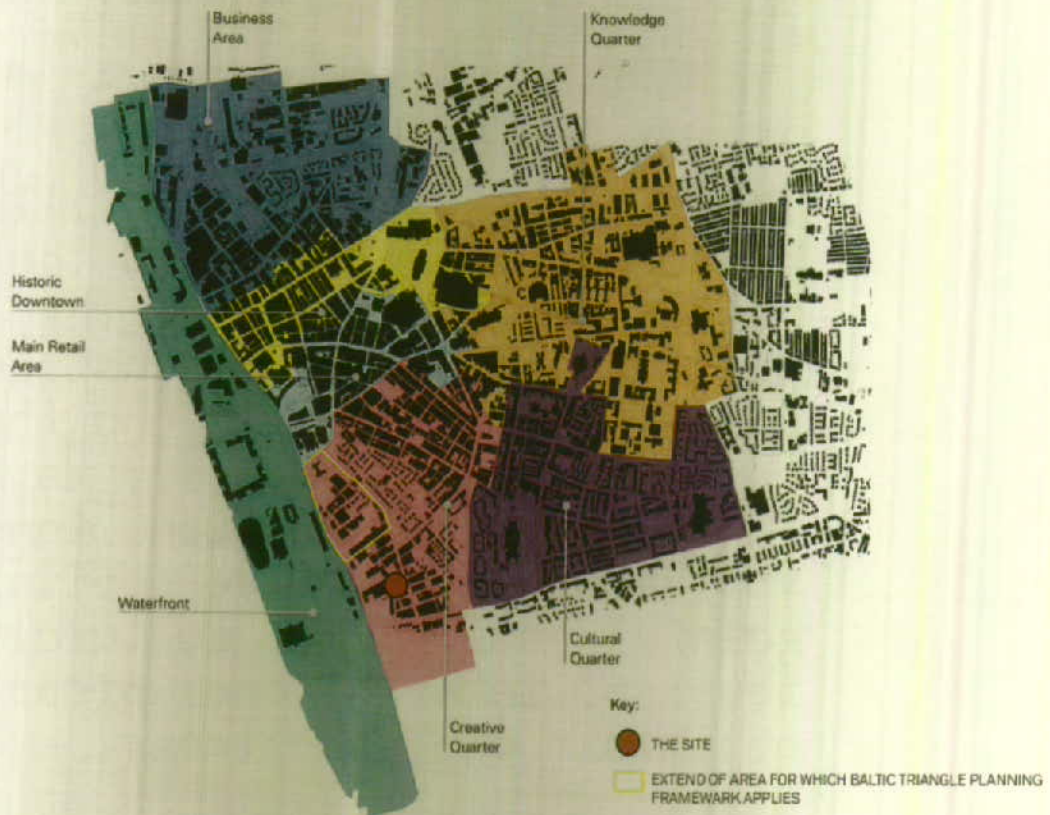 Business
Area
Knowledge
Quarter
Historic
Downtown
Main Retail
Area
Waterfront
Cultural
Quarter
Creative
Quarter
Key:
THE SITE
EXTEND OF AREA FOR WHICH BALTIC TRIANGLE PLANNING
FRAMEWARK APPLIES